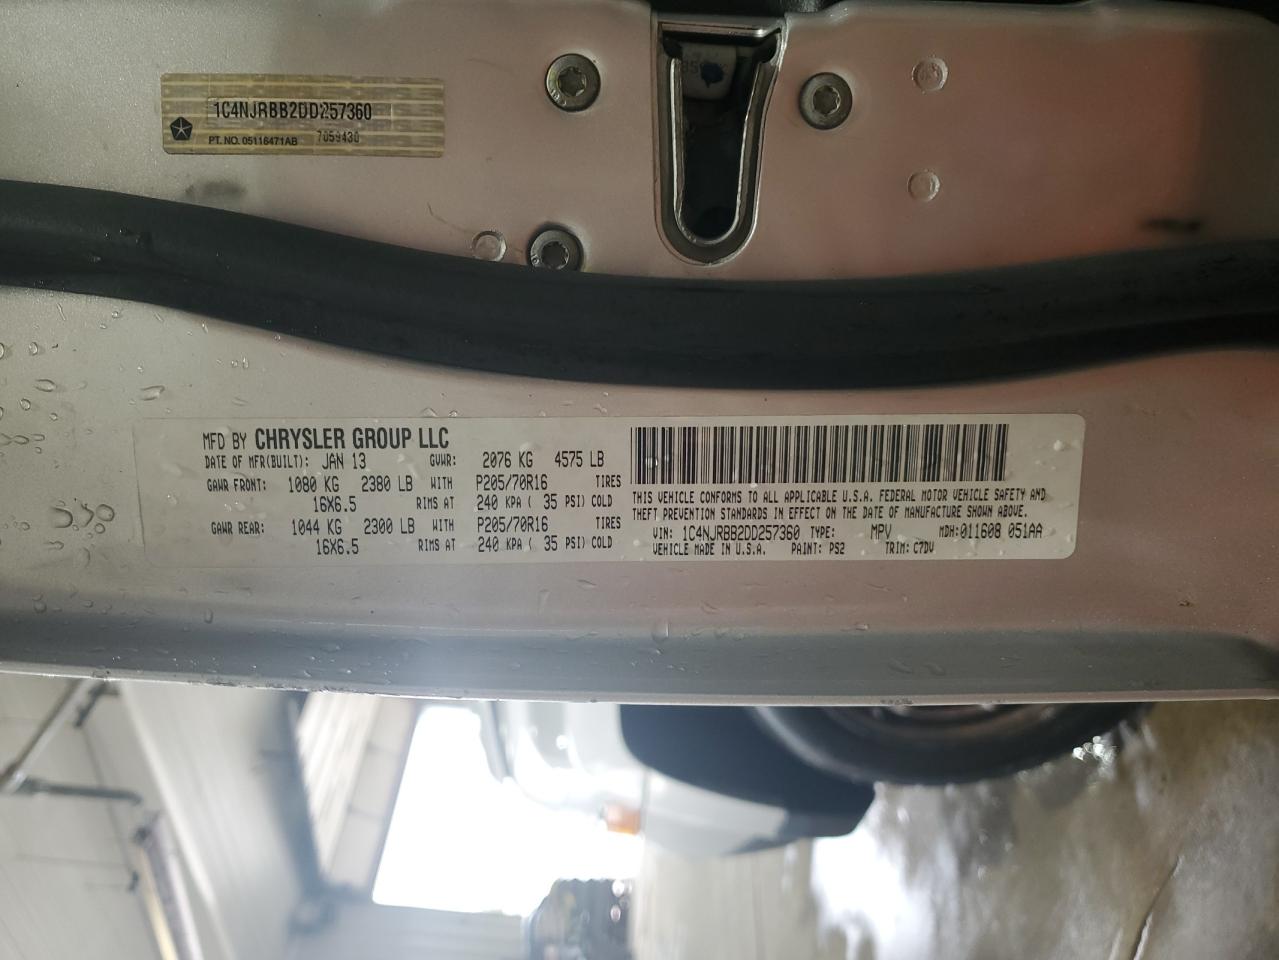 1C4NJRBB2DD257360
PT. NO. 05116471AB 7059430
MFD BY CHRYSLER GROUP LLC
DATE OF MFR(BUILT): JAN 13 GVWR: 2076 KG 4575 LB
GAWR FRONT: 1080 KG 2380 LB WITH P205/70R16 TIRES
16X6.5 RIMS AT 240 KPA ( 35 PSI) COLD
GAWR REAR: 1044 KG 2300 LB WITH P205/70R16 TIRES
16X6.5 RIMS AT 240 KPA ( 35 PSI) COLD
THIS VEHICLE CONFORMS TO ALL APPLICABLE U.S.A. FEDERAL MOTOR VEHICLE SAFETY AND
THEFT PREVENTION STANDARDS IN EFFECT ON THE DATE OF MANUFACTURE SHOWN ABOVE.
VIN: 1C4NJRBB2DD257360 TYPE: MPV MDH:011608 051AA
VEHICLE MADE IN U.S.A. PAINT: PS2 TRIM: C7DV